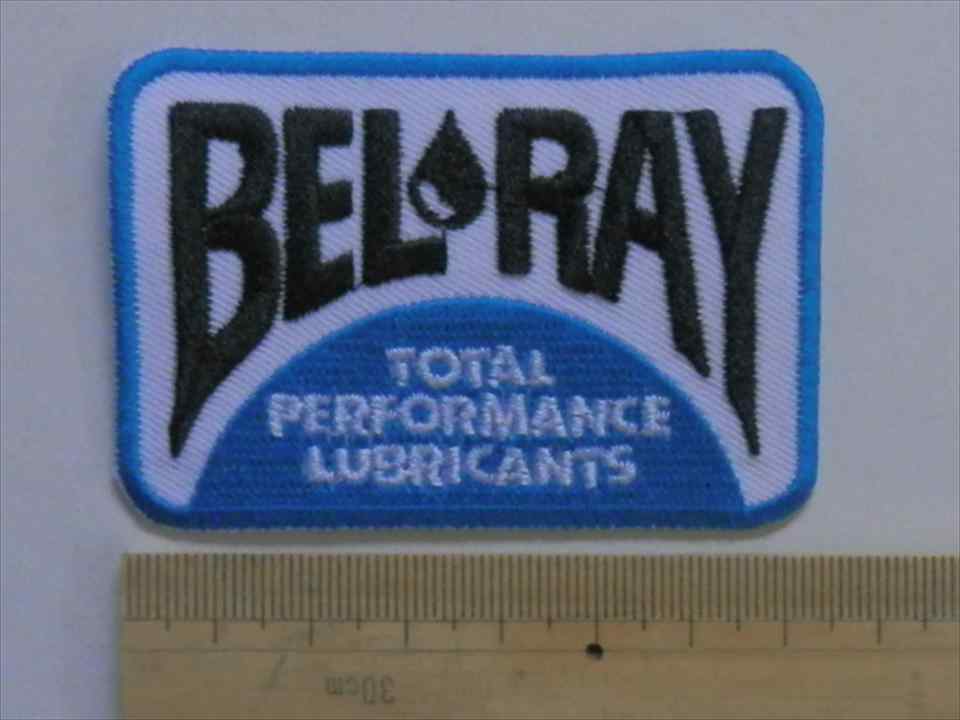 BEL RAY
TOTAL
PERFORMANCE
LUBRICANTS
30cm